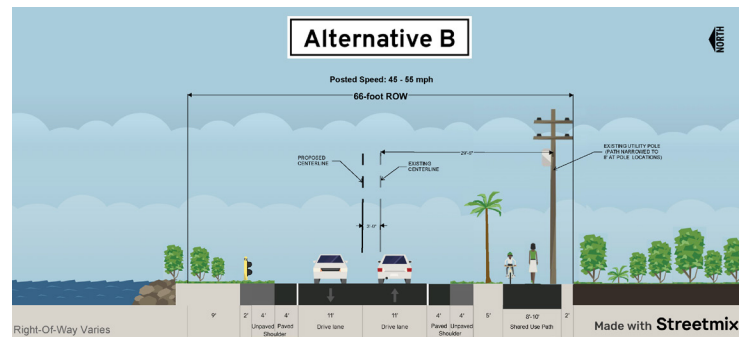 Alternative B
NORTH
Posted Speed: 45 - 55 mph
66-foot ROW
PROPOSED
CENTERLINE
EXISTING
CENTERLINE
EXISTING UTILITY POLE
(PATH NARROWED TO
8' AT POLE LOCATIONS)
3'-0"
Right-Of-Way Varies
9'
2'
4'
Unpaved
4'
Paved
Shoulder
11'
Drive lane
11'
Drive lane
4'
Paved
4'
Unpaved
Shoulder
5'
8'-10'
Shared Use Path
2'
Made with Streetmix